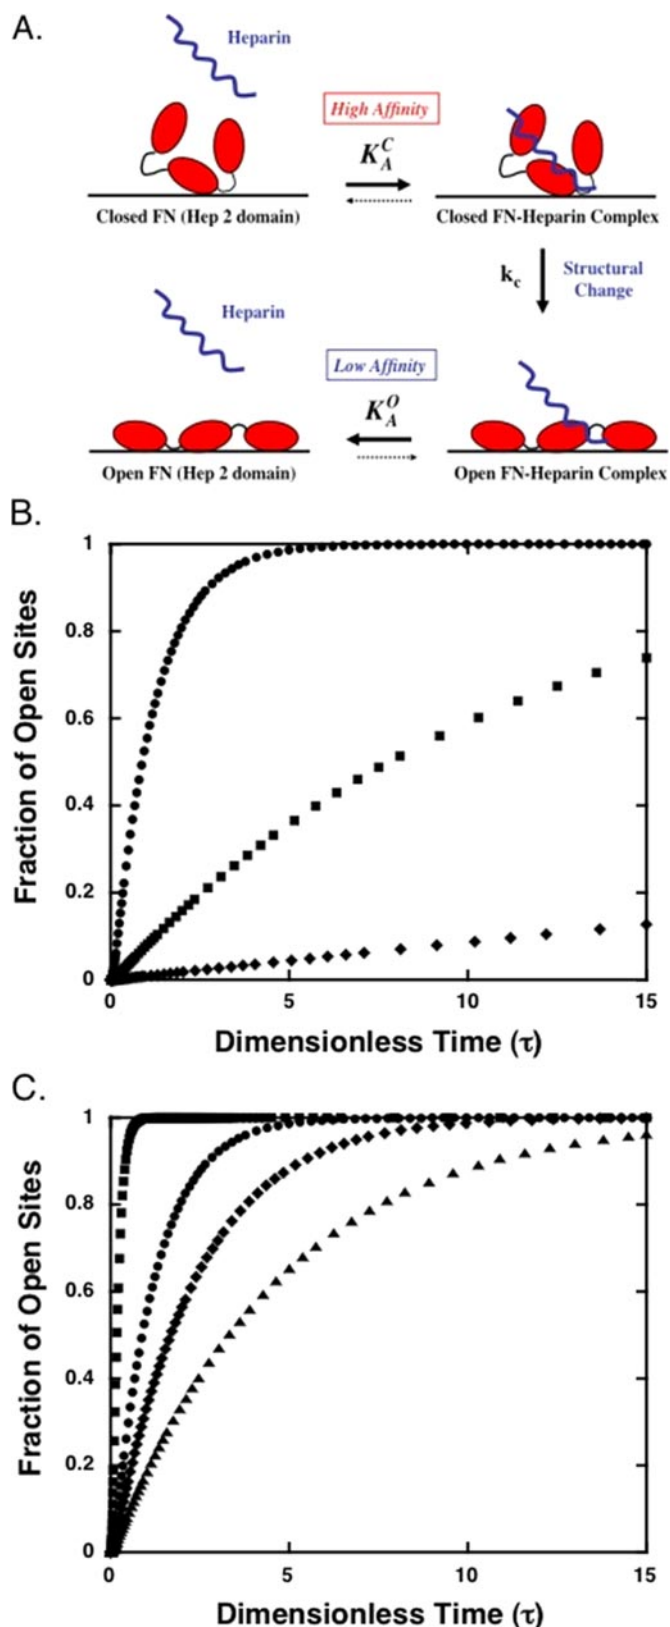 A.
Heparin
High Affinity
K_A^C
Closed FN (Hep 2 domain)
Closed FN-Heparin Complex
k_c
Structural
Change
Heparin
Low Affinity
K_A^O
Open FN (Hep 2 domain)
Open FN-Heparin Complex
B.
1
0.8
0.6
0.4
0.2
0
Fraction of Open Sites
0 5 10 15
Dimensionless Time (τ)
C.
1
0.8
0.6
0.4
0.2
0
Fraction of Open Sites
0 5 10 15
Dimensionless Time (τ)